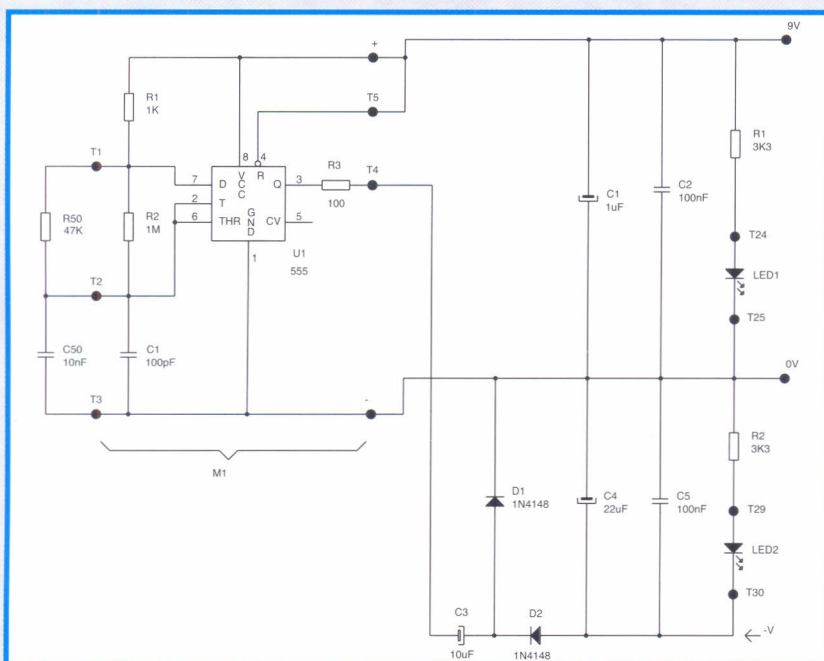 9V
+
R1
1K
T5
R1
3K3
T1
8
4
V
C
C
R
R3
T4
7
D
Q
3
100
C1
1uF
C2
100nF
2
T
R50
47K
R2
1M
6
THR
G
N
D
CV
5
T24
U1
555
1
LED1
T2
T25
C50
10nF
C1
100pF
0V
T3
-
R2
3K3
M1
D1
1N4148
C4
22uF
C5
100nF
T29
LED2
T30
C3
10uF
D2
1N4148
-V